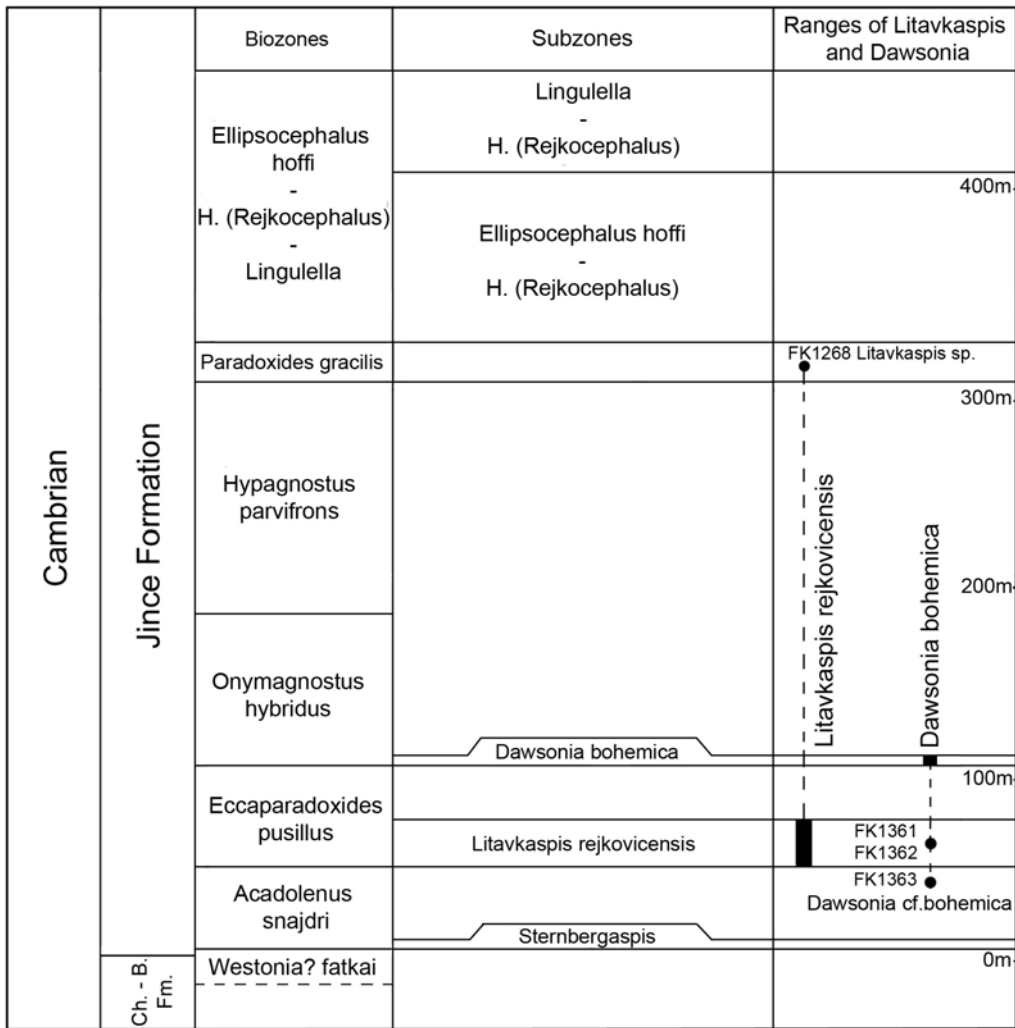 Biozones
Subzones
Ranges of Litavkaspis
and Dawsonia
Cambrian
Jince Formation
Ch. - B.
Fm.
Ellipsocephalus
hoffi
-
H. (Rejkocephalus)
-
Lingulella
Paradoxides gracilis
Hypagnostus
parvifrons
Onymagnostus
hybridus
Eccaparadoxides
pusillus
Acadolenus
snajdri
Westonia? fatkai
Lingulella
-
H. (Rejkocephalus)
Ellipsocephalus hoffi
-
H. (Rejkocephalus)
Dawsonia bohemica
Litavkaspis rejkovicensis
Sternbergaspis
400m
FK1268 Litavkaspis sp.
300m
Litavkaspis rejkovicensis
Dawsonia bohemica
200m
100m
FK1361
FK1362
FK1363
Dawsonia cf.bohemica
0m